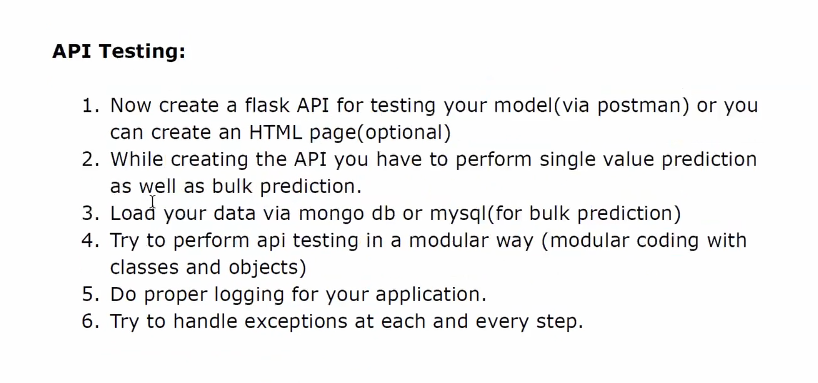 API Testing:
1. Now create a flask API for testing your model(via postman) or you
can create an HTML page(optional)
2. While creating the API you have to perform single value prediction
as well as bulk prediction.
3. Load your data via mongo db or mysql(for bulk prediction)
4. Try to perform api testing in a modular way (modular coding with
classes and objects)
5. Do proper logging for your application.
6. Try to handle exceptions at each and every step.